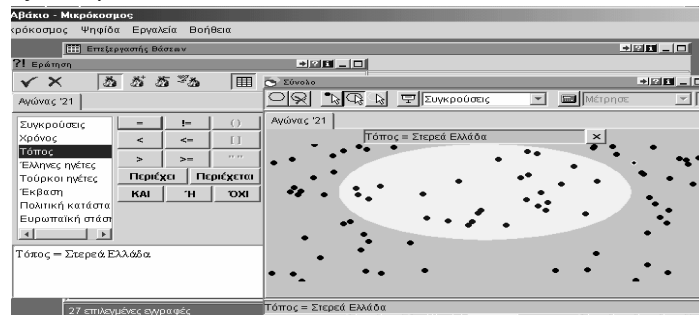 Αβάκιο - Μικρόκοσμος
κρόκοσμος Ψηφίδα Εργαλεία Βοήθεια
Επεξεργαστής Βάσεων
?! Ερώτηση
Σύνολο
Συγκρούσεις
Μέτρησε
Αγώνας '21
Αγώνας '21
Τόπος = Στερεά Ελλάδα
Συγκρούσεις
Χρόνος
Τόπος
Έλληνες ηγέτες
Τούρκοι ηγέτες
Έκβαση
Πολιτική κατάστα
Ευρωπαϊκή στάση
= != ()
< <= []
> >= ""
Περιέχει Περιέχεται
ΚΑΙ Ή ΌΧΙ
Τόπος = Στερεά Ελλάδα
27 επιλεγμένες εγγραφές
Τόπος = Στερεά Ελλάδα